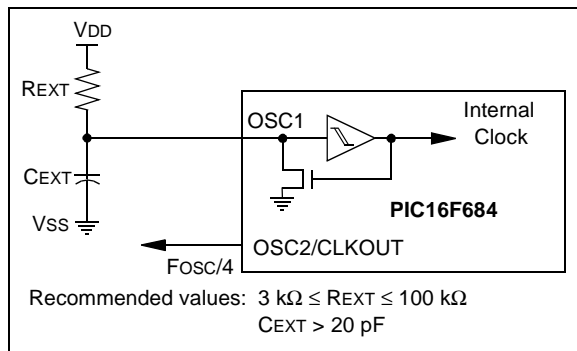 VDD
REXT
OSC1
Internal
Clock
CEXT
PIC16F684
VSS
OSC2/CLKOUT
FOSC/4
Recommended values: 3 kΩ ≤ REXT ≤ 100 kΩ
CEXT > 20 pF